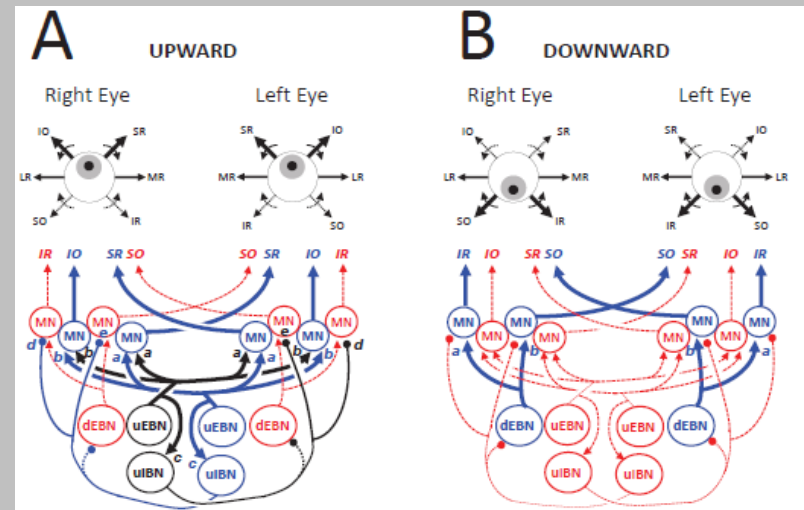 A UPWARD
Right Eye Left Eye
IO SR SR IO
LR MR MR LR
SO IR IR SO
IR IO SR SO SO SR IO IR
MN MN MN MN MN MN MN MN
d b b e a a a a e b b d
dEBN uEBN uEBN dEBN
c c
uIBN uIBN
B DOWNWARD
Right Eye Left Eye
IO SR SR IO
LR MR MR LR
SO IR IR SO
IR IO SR SO SO SR IO IR
MN MN MN MN MN MN MN MN
a b b a
dEBN uEBN uEBN dEBN
uIBN uIBN